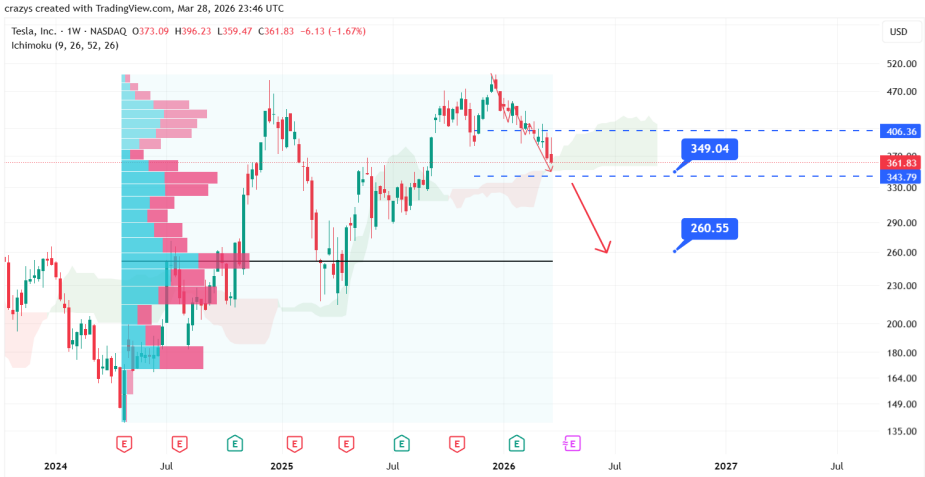 crazys created with TradingView.com, Mar 28, 2026 23:46 UTC
Tesla, Inc. · 1W · NASDAQ O373.09 H396.23 L359.47 C361.83 −6.13 (−1.67%)
Ichimoku (9, 26, 52, 26)
USD
520.00
470.00
406.36
349.04
361.83
343.79
330.00
290.00
260.55
260.00
230.00
200.00
180.00
164.00
149.00
135.00
E E E E E E E E E
2024 Jul 2025 Jul 2026 Jul 2027 Jul